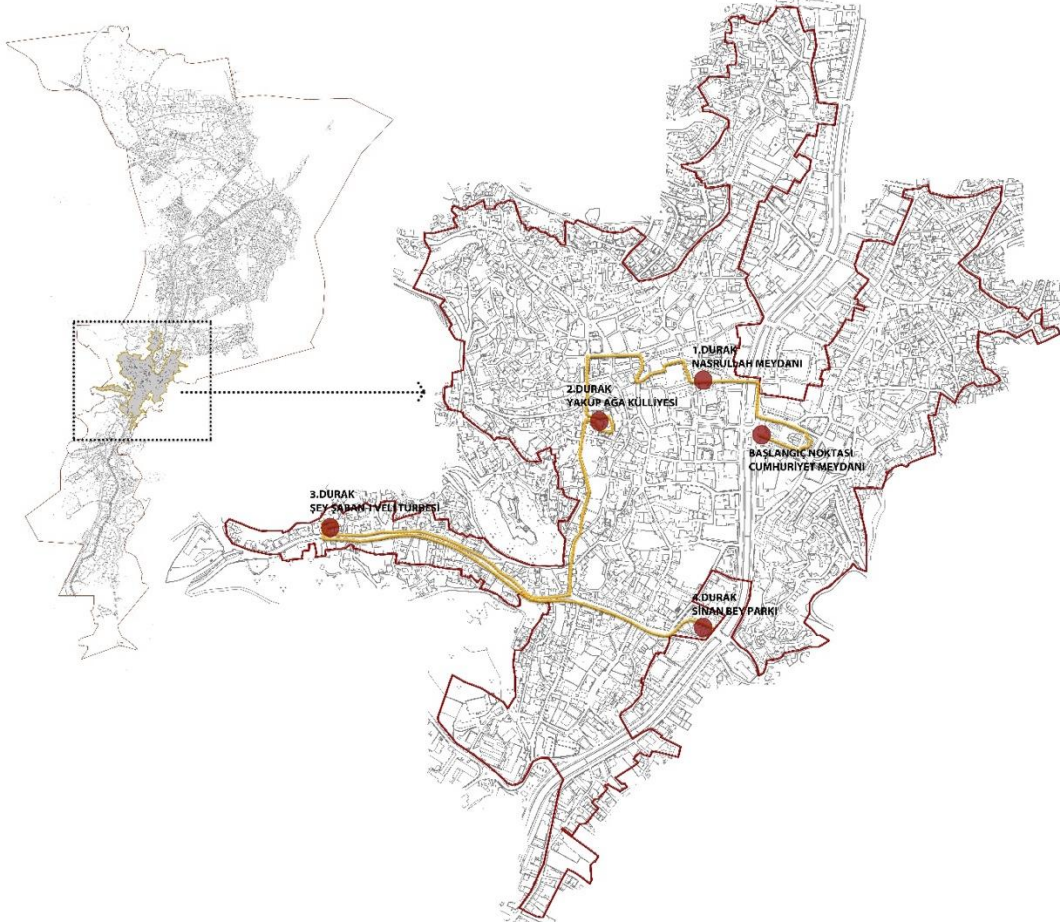 1.DURAK
NASRULLAH MEYDANI
2.DURAK
YAKUP AĞA KÜLLİYESİ
BAŞLANGIÇ NOKTASI
CUMHURİYET MEYDANI
3.DURAK
ŞEY ŞABAN-I VELİ TÜRBESİ
4.DURAK
SİNAN BEY PARKI